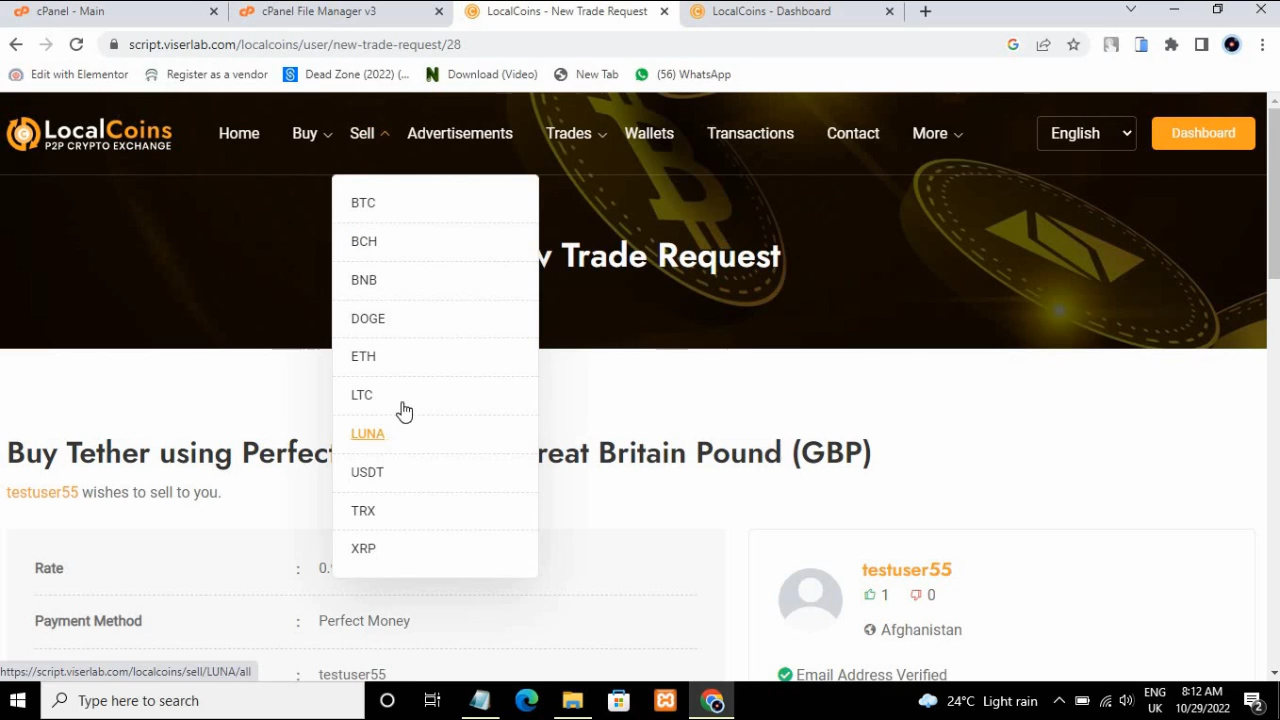 cPanel - Main
cPanel File Manager v3
LocalCoins - New Trade Request
LocalCoins - Dashboard
script.viserlab.com/localcoins/user/new-trade-request/28
Edit with Elementor
Register as a vendor
Dead Zone (2022) (...
Download (Video)
New Tab
(56) WhatsApp
LocalCoins
P2P CRYPTO EXCHANGE
Home
Buy
Sell
Advertisements
Trades
Wallets
Transactions
Contact
More
English
Dashboard
BTC
BCH
BNB
DOGE
ETH
LTC
LUNA
USDT
TRX
XRP
Trade Request
Buy Tether using Perfect
reat Britain Pound (GBP)
testuser55 wishes to sell to you.
Rate
:
0.
Payment Method
:
Perfect Money
:
testuser55
testuser55
1
0
Afghanistan
Email Address Verified
https://script.viserlab.com/localcoins/sell/LUNA/all
Type here to search
24°C Light rain
ENG
UK
8:12 AM
10/29/2022
2